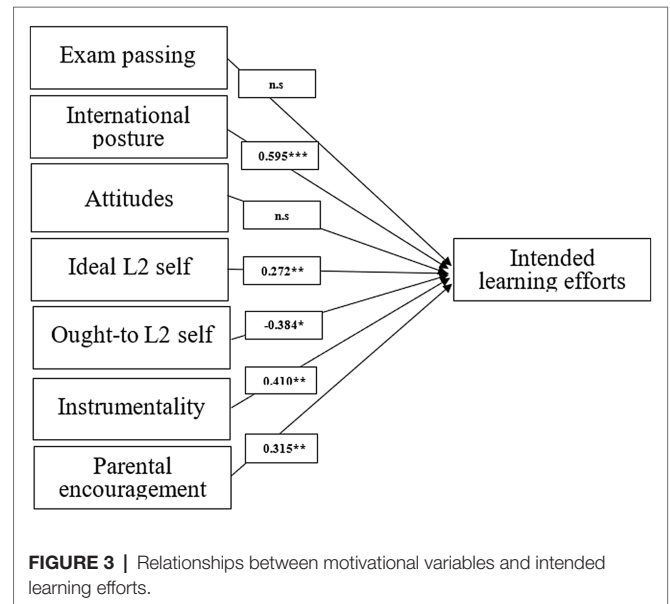 Exam passing
n.s
International
posture
0.595***
Attitudes
n.s
Ideal L2 self
0.272**
Ought-to L2 self
-0.384*
Instrumentality
0.410**
Parental
encouragement
0.315**
Intended
learning efforts
FIGURE 3 | Relationships between motivational variables and intended
learning efforts.